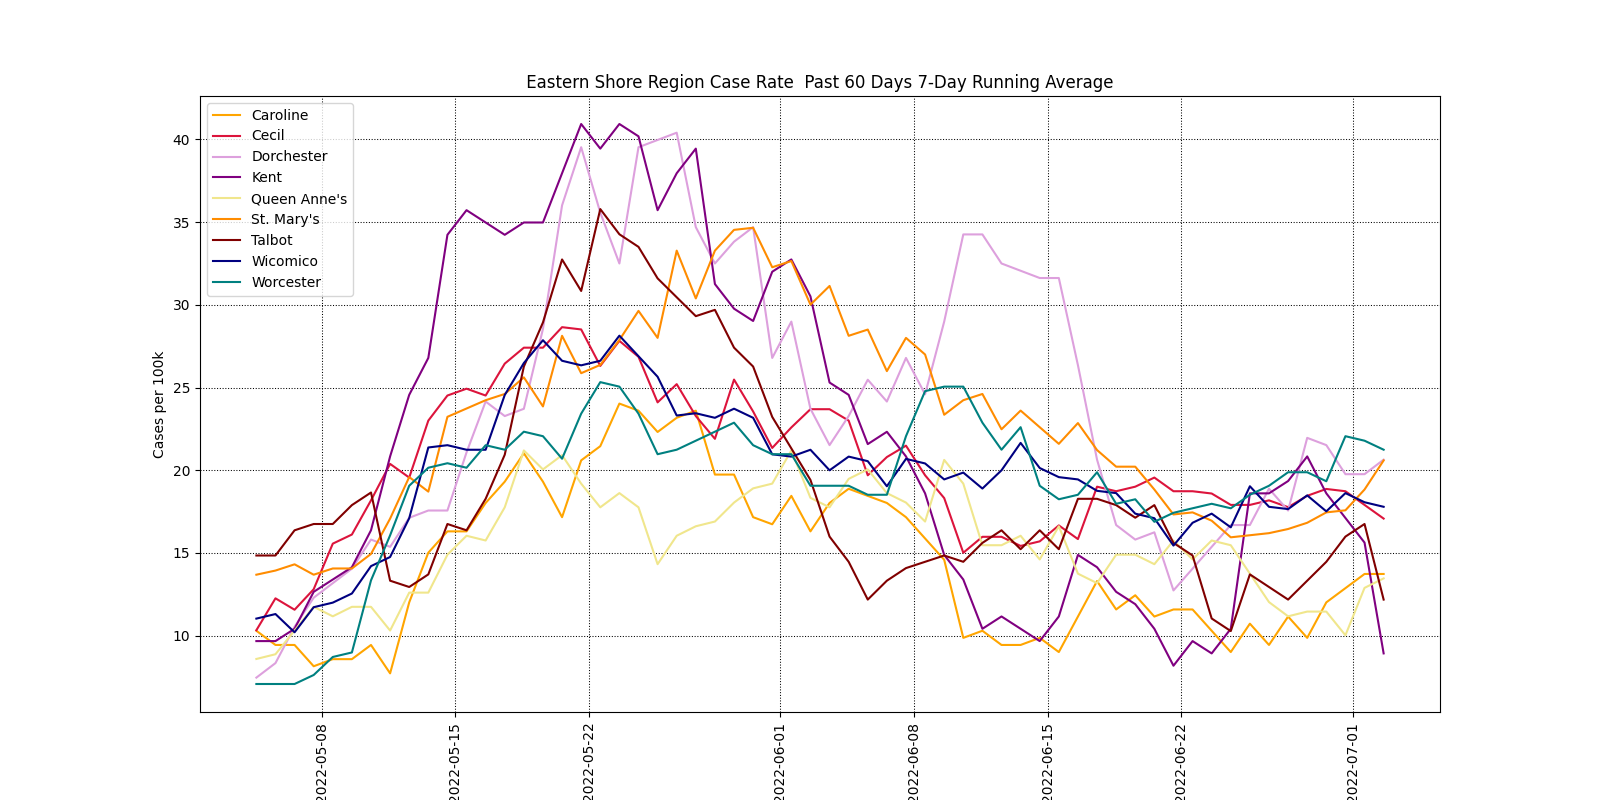 Eastern Shore Region Case Rate  Past 60 Days 7-Day Running Average
Caroline
Cecil
Dorchester
Kent
Queen Anne's
St. Mary's
Talbot
Wicomico
Worcester
Cases per 100k
40
35
30
25
20
15
10
2022-05-08
2022-05-15
2022-05-22
2022-06-01
2022-06-08
2022-06-15
2022-06-22
2022-07-01